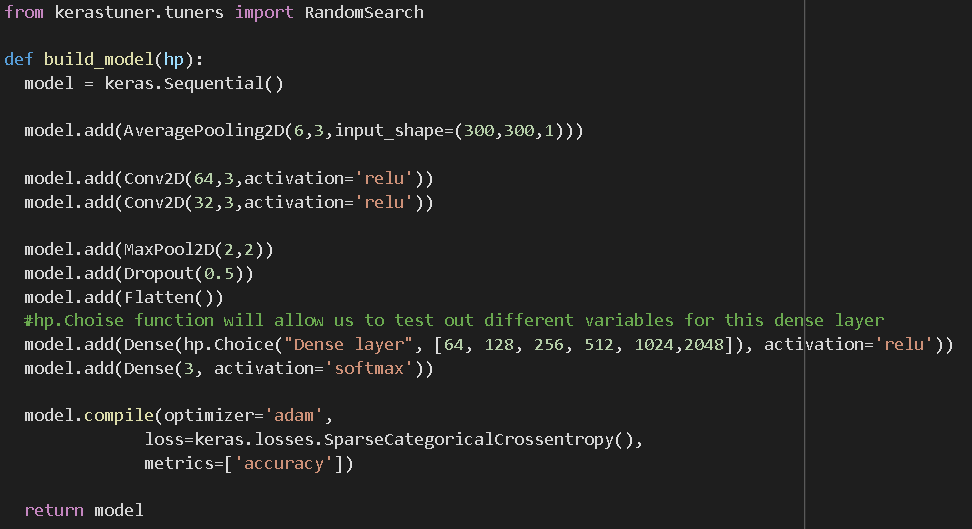 from kerastuner.tuners import RandomSearch
def build_model(hp):
  model = keras.Sequential()
  model.add(AveragePooling2D(6,3,input_shape=(300,300,1)))
  model.add(Conv2D(64,3,activation='relu'))
  model.add(Conv2D(32,3,activation='relu'))
  model.add(MaxPool2D(2,2))
  model.add(Dropout(0.5))
  model.add(Flatten())
  #hp.Choise function will allow us to test out different variables for this dense layer
  model.add(Dense(hp.Choice("Dense layer", [64, 128, 256, 512, 1024,2048]), activation='relu'))
  model.add(Dense(3, activation='softmax'))
  model.compile(optimizer='adam',
              loss=keras.losses.SparseCategoricalCrossentropy(),
              metrics=['accuracy'])
  return model